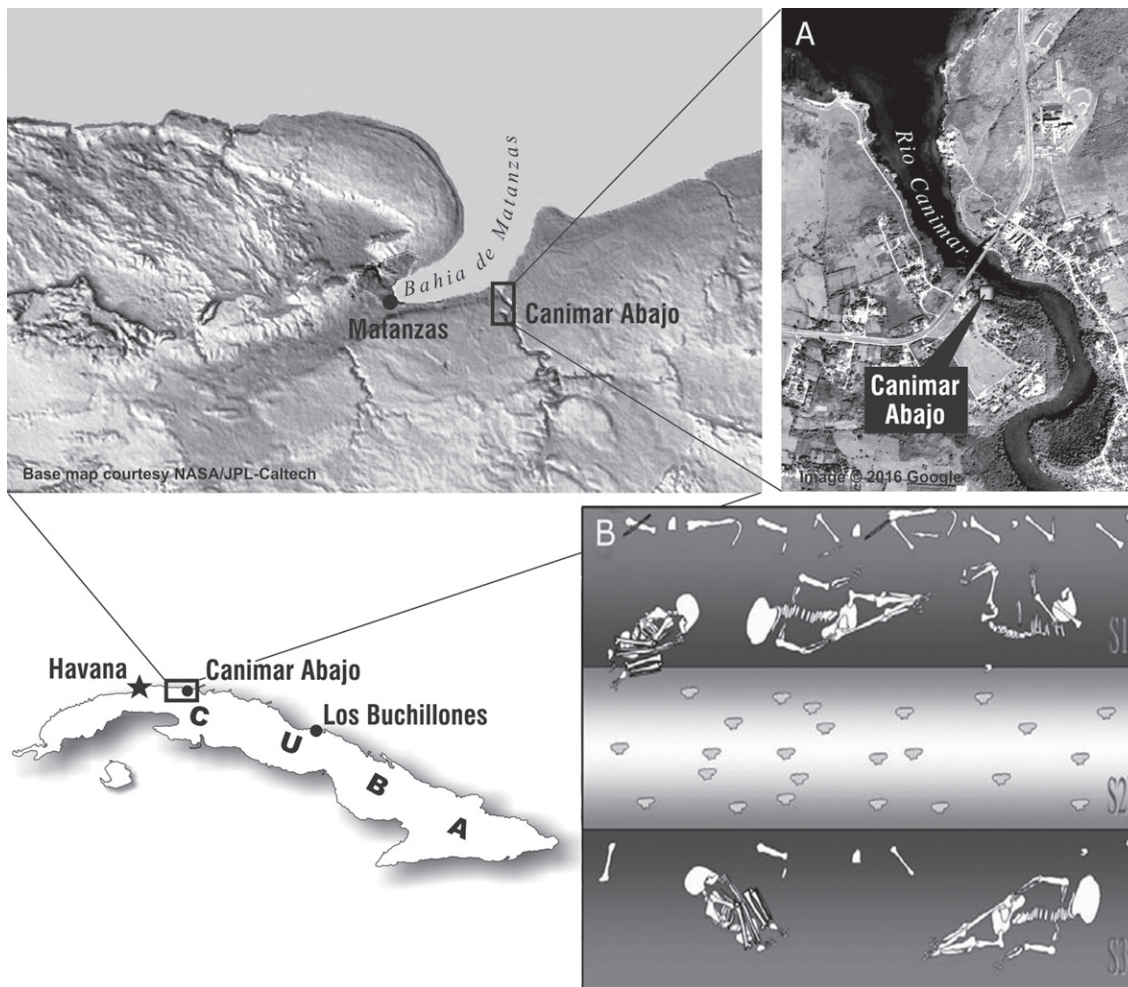 Bahia de Matanzas
Matanzas
Canimar Abajo
Base map courtesy NASA/JPL-Caltech
A
Rio Canimar
Canimar
Abajo
Image © 2016 Google
Havana
Canimar Abajo
Los Buchillones
C
U
B
A
B
S1
S2
S3